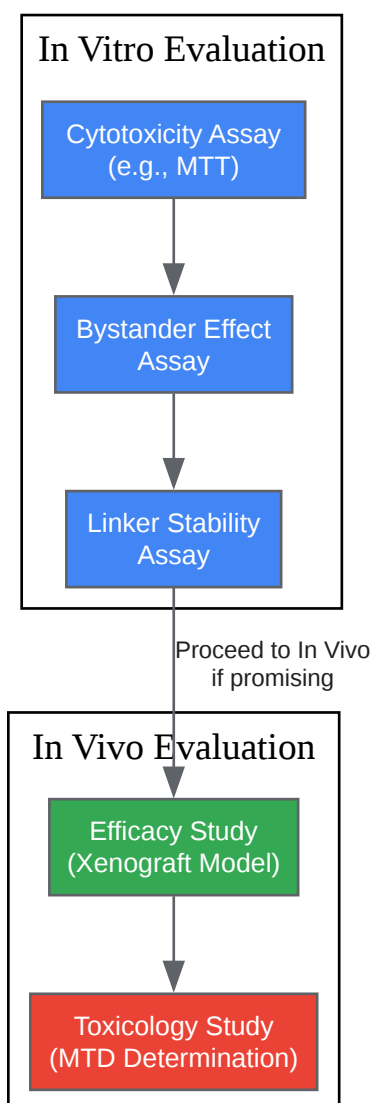 In Vitro Evaluation
Cytotoxicity Assay
(e.g., MTT)
Bystander Effect
Assay
Linker Stability
Assay
Proceed to In Vivo
if promising
In Vivo Evaluation
Efficacy Study
(Xenograft Model)
Toxicology Study
(MTD Determination)